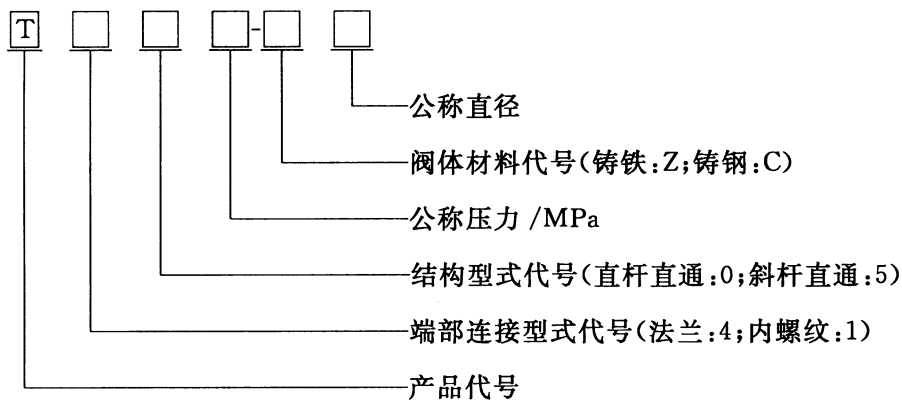 T -
公称直径
阀体材料代号(铸铁:Z;铸钢:C)
公称压力/MPa
结构型式代号(直杆直通:0;斜杆直通:5)
端部连接型式代号(法兰:4;内螺纹:1)
产品代号